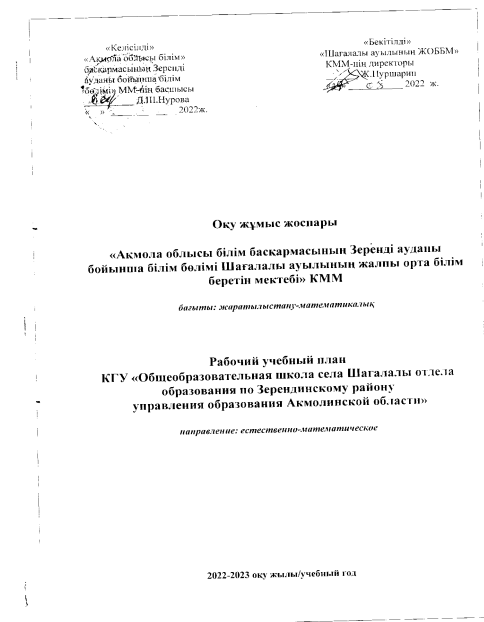 «Келісілді»
«Ақмола облысы білім»
басқармасының Зеренді
ауданы бойынша білім
бөлімі» ММ-нің басшысы
Д.Ш.Нурова
« » 2022ж.
«Бекітілді»
«Шағалалы ауылының ЖОББМ»
КММ-нің директоры
Ж.Нуршарип
2022 ж.
Оқу жұмыс жоспары
«Ақмола облысы білім басқармасының Зеренді ауданы
бойынша білім бөлімі Шағалалы ауылының жалпы орта білім
беретін мектебі» КММ
бағыты: жаратылыстану-математикалық
Рабочий учебный план
КГУ «Общеобразовательная школа села Шагалалы отдела
образования по Зерендинскому району
управления образования Акмолинской области»
направление: естественно-математическое
2022-2023 оқу жылы/учебный год